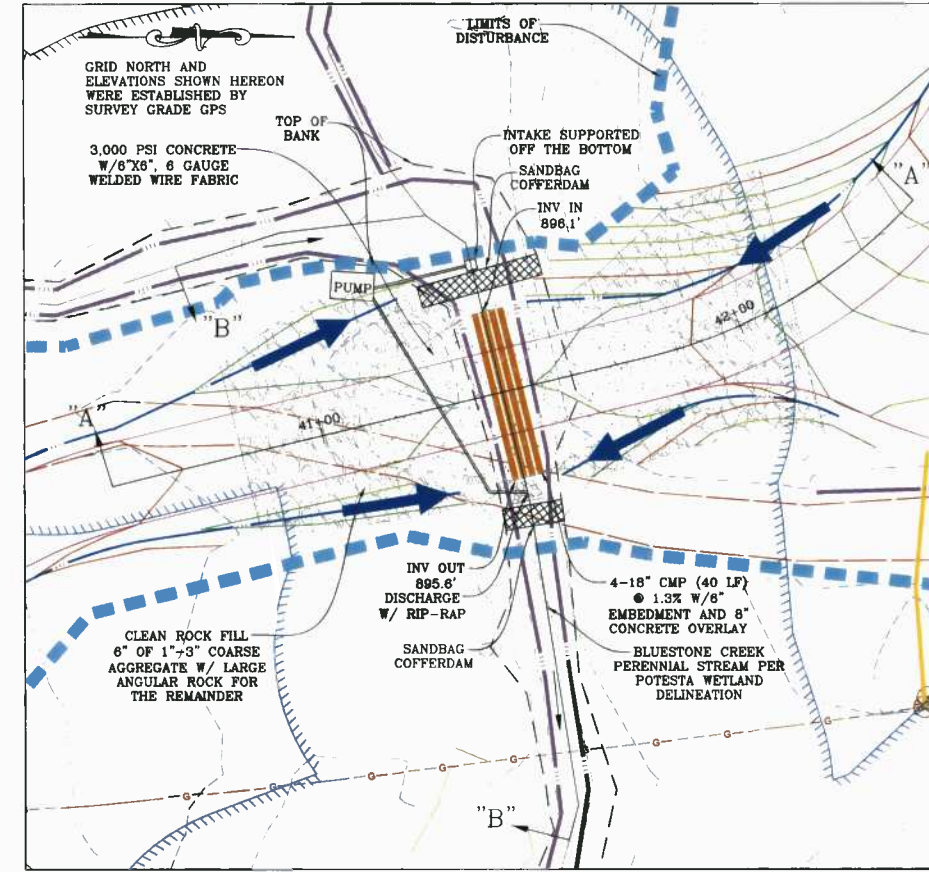 LIMITS OF
DISTURBANCE
GRID NORTH AND
ELEVATIONS SHOWN HEREON
WERE ESTABLISHED BY
SURVEY GRADE GPS
TOP OF
BANK
3,000 PSI CONCRETE
W/6"X6", 6 GAUGE
WELDED WIRE FABRIC
INTAKE SUPPORTED
OFF THE BOTTOM
SANDBAG
COFFERDAM
INV IN
896.1'
"A"
PUMP
"B"
42+00
"A"
41+00
INV OUT
895.6'
DISCHARGE
W/ RIP-RAP
4-18" CMP (40 LF)
@ 1.3% W/6"
EMBEDMENT AND 8"
CONCRETE OVERLAY
CLEAN ROCK FILL
6" OF 1"-3" COARSE
AGGREGATE W/ LARGE
ANGULAR ROCK FOR
THE REMAINDER
SANDBAG
COFFERDAM
BLUESTONE CREEK
PERENNIAL STREAM PER
POTESTA WETLAND
DELINEATION
G
G
G
G
G
G
G
G
"B"